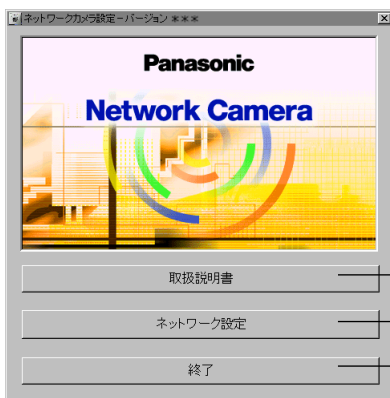 ネットワークカメラ設定-バージョン ***
Panasonic
Network Camera
取扱説明書
ネットワーク設定
終了